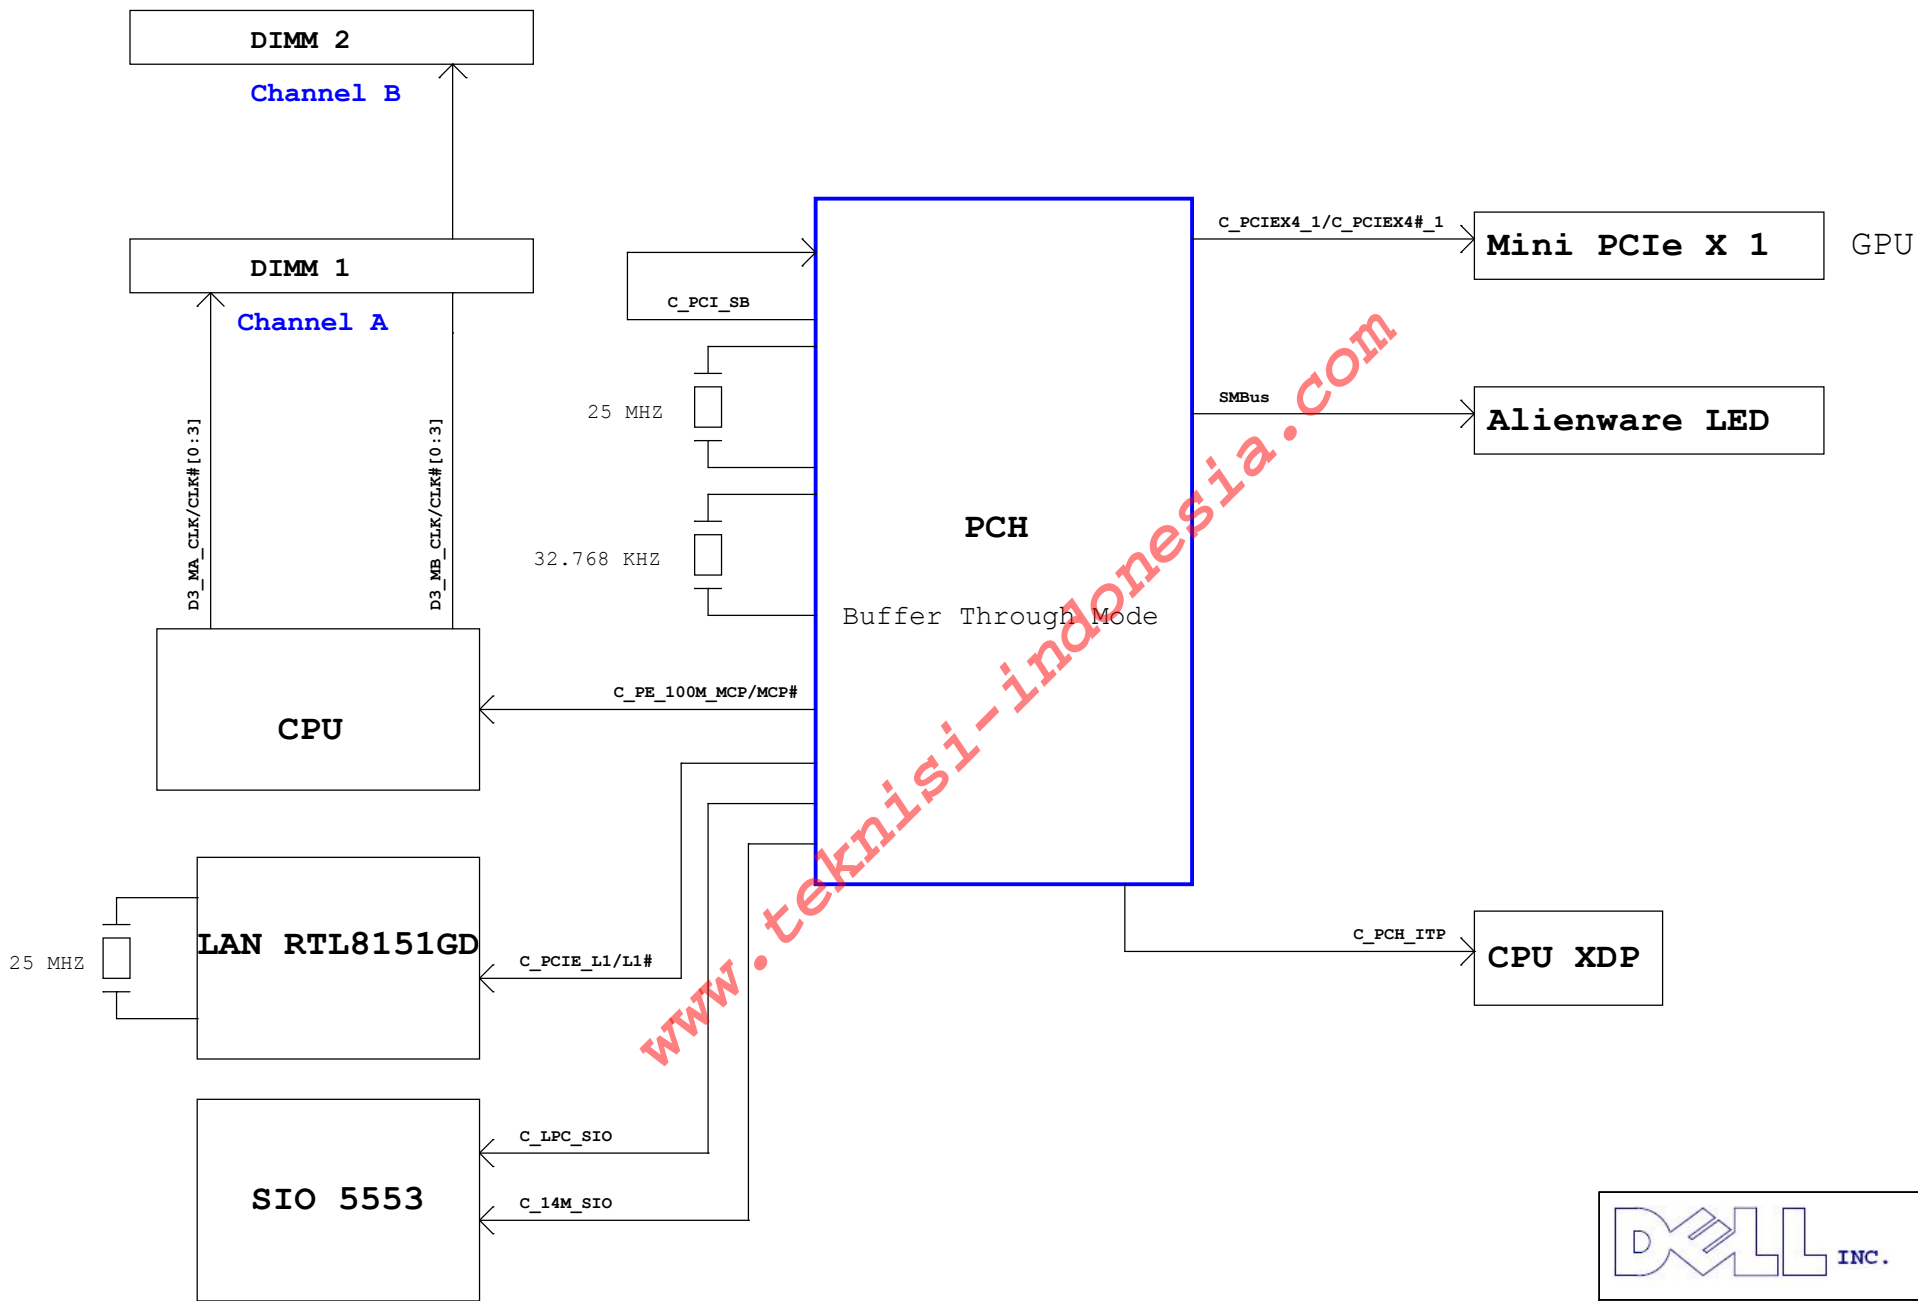 DIMM 2
Channel B
DIMM 1
Channel A
D3_MA_CLK/CLK#[0:3]
D3_MB_CLK/CLK#[0:3]
CPU
C_PCI_SB
25 MHZ
32.768 KHZ
PCH
Buffer Through Mode
C_PE_100M_MCP/MCP#
C_PCIEX4_1/C_PCIEX4#_1
Mini PCIe X 1
GPU
SMBus
Alienware LED
25 MHZ
LAN RTL8151GD
C_PCIE_L1/L1#
C_PCH_ITP
CPU XDP
SIO 5553
C_LPC_SIO
C_14M_SIO
www.teknisi-indonesia.com
DELL INC.